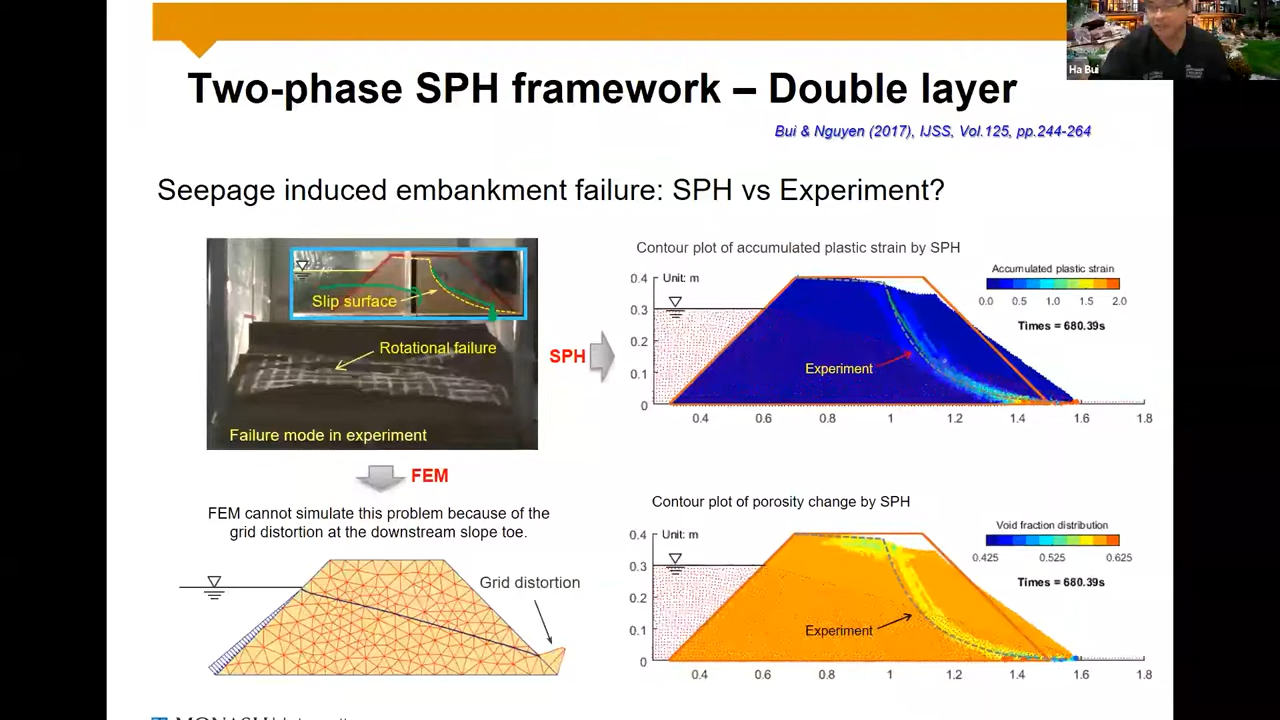 Ha Bui
Two-phase SPH framework – Double layer
Bui & Nguyen (2017), IJSS, Vol.125, pp.244-264
Seepage induced embankment failure: SPH vs Experiment?
Slip surface
Rotational failure
Failure mode in experiment
SPH
FEM
FEM cannot simulate this problem because of the
grid distortion at the downstream slope toe.
Grid distortion
Contour plot of accumulated plastic strain by SPH
Unit: m
0.4
0.3
0.2
0.1
0
0.4 0.6 0.8 1 1.2 1.4 1.6 1.8
Experiment
Accumulated plastic strain
0.0 0.5 1.0 1.5 2.0
Times = 680.39s
Contour plot of porosity change by SPH
Unit: m
0.4
0.3
0.2
0.1
0
0.4 0.6 0.8 1 1.2 1.4 1.6 1.8
Experiment
Void fraction distribution
0.425 0.525 0.625
Times = 680.39s
MONASH